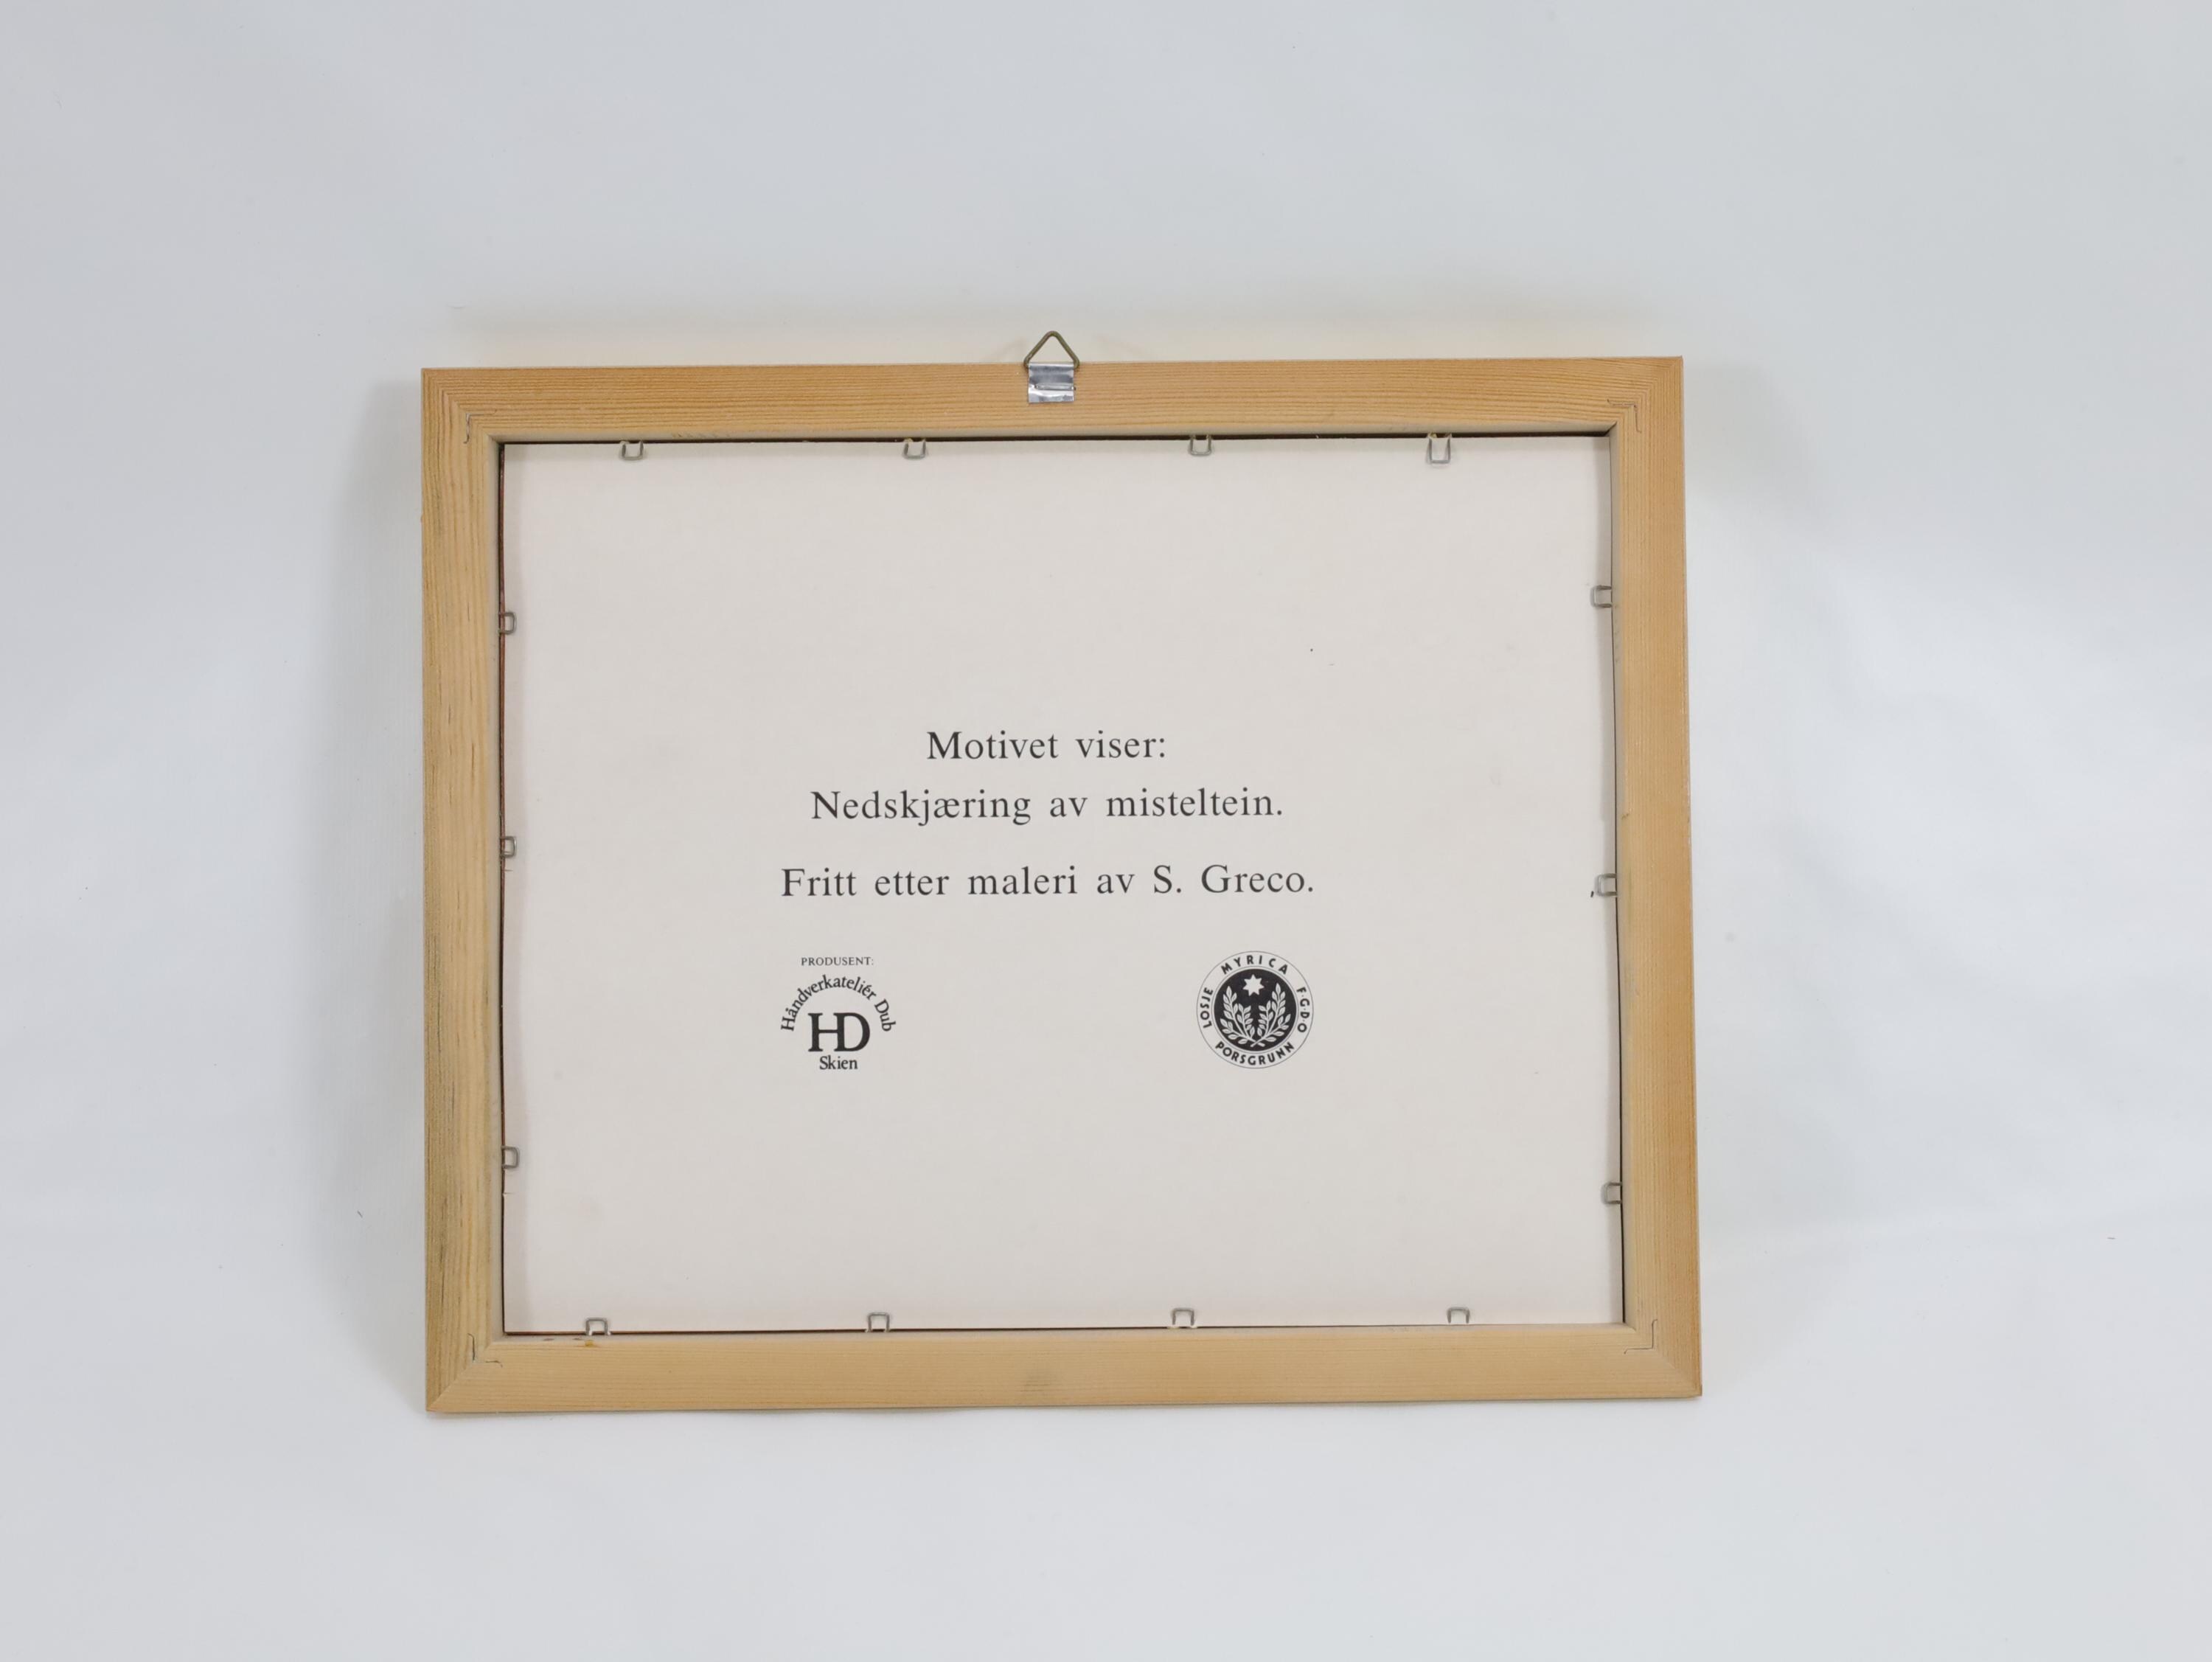 Motivet viser:
Nedskjæring av misteltein.
Fritt etter maleri av S. Greco.
PRODUSENT:
Håndverkateliér Dub
HD
Skien
LOSJE MYRICA F·G·D·O
PORSGRUNN